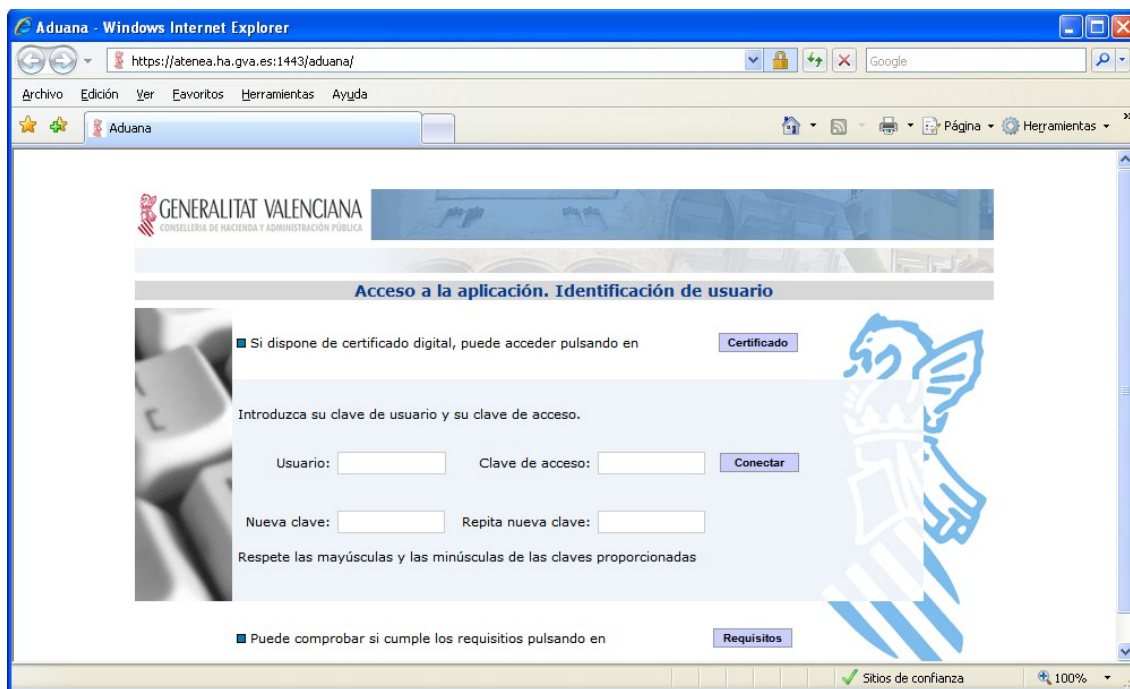 Aduana - Windows Internet Explorer
https://atenea.ha.gva.es:1443/aduana/
Google
Archivo Edición Ver Favoritos Herramientas Ayuda
Aduana
Página
Herramientas
»
GENERALITAT VALENCIANA
CONSELLERIA DE HACIENDA Y ADMINISTRACIÓN PÚBLICA
Acceso a la aplicación. Identificación de usuario
Si dispone de certificado digital, puede acceder pulsando en Certificado
Introduzca su clave de usuario y su clave de acceso.
Usuario: Clave de acceso: Conectar
Nueva clave: Repita nueva clave:
Respete las mayúsculas y las minúsculas de las claves proporcionadas
Puede comprobar si cumple los requisitios pulsando en Requisitos
Sitios de confianza 100%